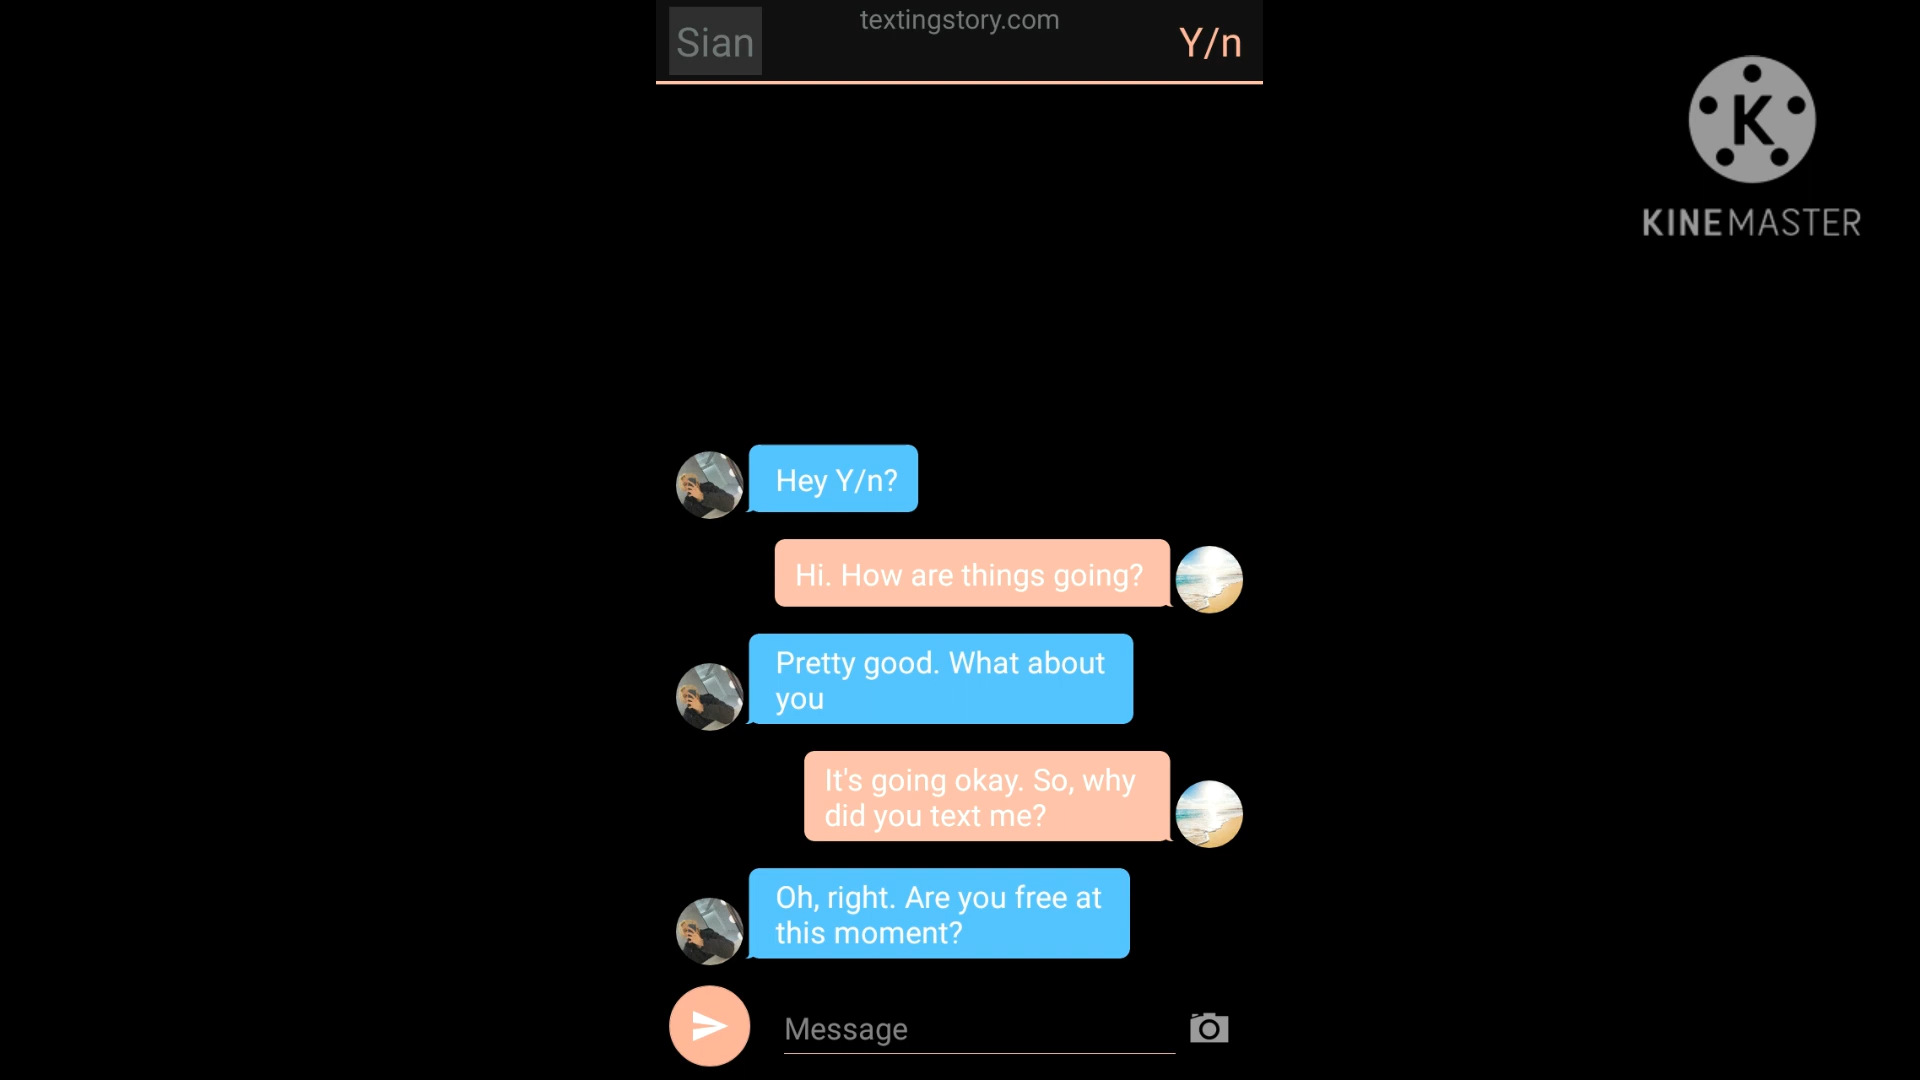 Sian
textingstory.com
Y/n
K
KINEMASTER
Hey Y/n?
Hi. How are things going?
Pretty good. What about
you
It's going okay. So, why
did you text me?
Oh, right. Are you free at
this moment?
Message